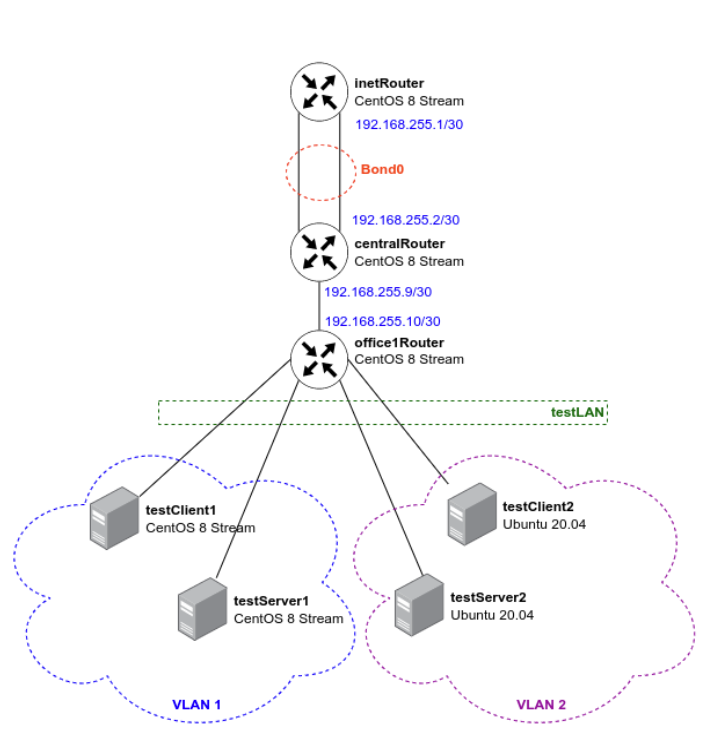 inetRouter
CentOS 8 Stream
192.168.255.1/30
Bond0
192.168.255.2/30
centralRouter
CentOS 8 Stream
192.168.255.9/30
192.168.255.10/30
office1Router
CentOS 8 Stream
testLAN
testClient1
CentOS 8 Stream
testClient2
Ubuntu 20.04
testServer1
CentOS 8 Stream
testServer2
Ubuntu 20.04
VLAN 1
VLAN 2